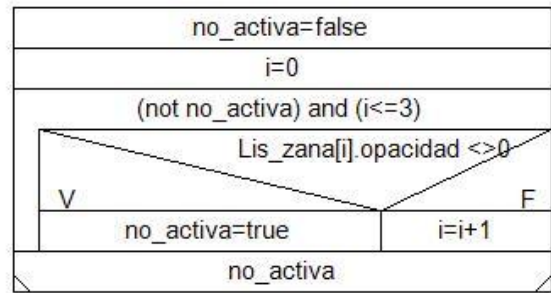 no_activa=false
i=0
(not no_activa) and (i<=3)
Lis_zana[i].opacidad <>0
V
F
no_activa=true
i=i+1
no_activa